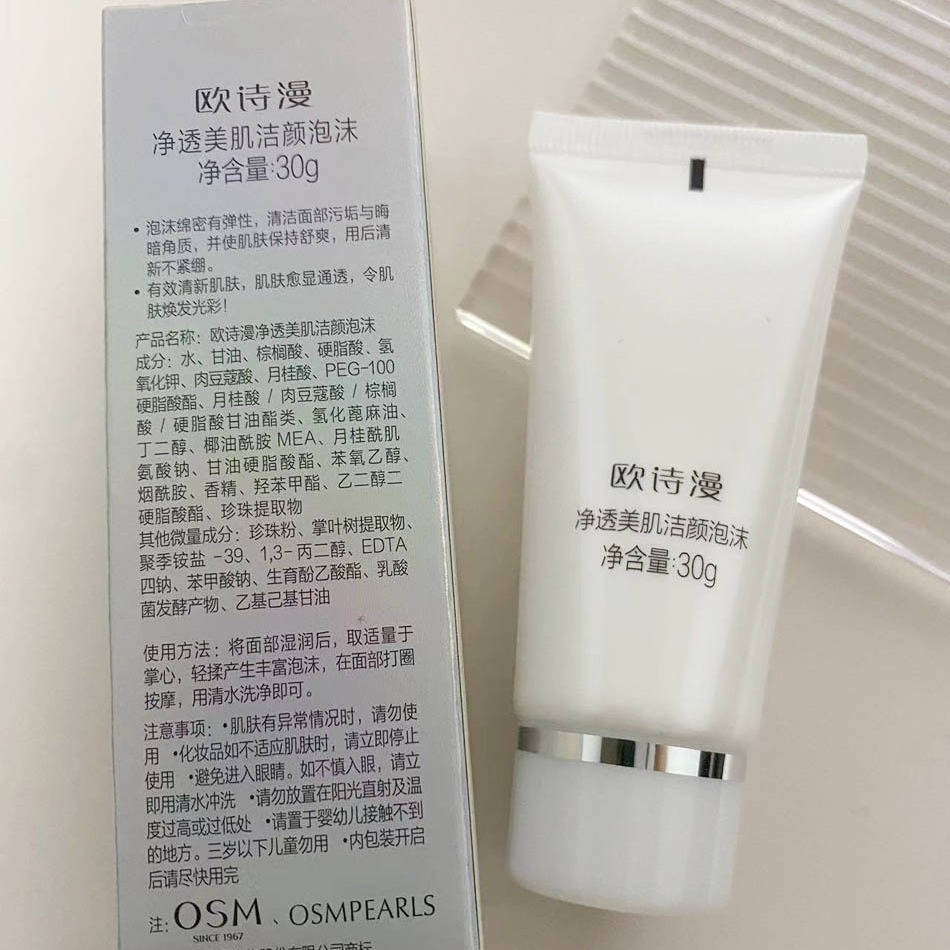 欧诗漫
净透美肌洁颜泡沫
净含量:30g
•泡沫绵密有弹性,清洁面部污垢与晦
暗角质,并使肌肤保持舒爽,用后清
新不紧绷。
•有效清新肌肤,肌肤愈显通透,令肌
肤焕发光彩!
产品名称:欧诗漫净透美肌洁颜泡沫
成分:水、甘油、棕榈酸、硬脂酸、氢
氧化钾、肉豆蔻酸、月桂酸、PEG-100
硬脂酸酯、月桂酸 / 肉豆蔻酸 / 棕榈
酸 / 硬脂酸甘油酯类、氢化蓖麻油、
丁二醇、椰油酰胺 MEA、月桂酰肌
氨酸钠、甘油硬脂酸酯、苯氧乙醇、
烟酰胺、香精、羟苯甲酯、乙二醇二
硬脂酸酯、珍珠提取物
其他微量成分:珍珠粉、掌叶树提取物、
聚季铵盐 -39、1,3-丙二醇、EDTA
四钠、苯甲酸钠、生育酚乙酸酯、乳酸
菌发酵产物、乙基己基甘油
使用方法:将面部湿润后,取适量于
掌心,轻揉产生丰富泡沫,在面部打圈
按摩,用清水洗净即可。
注意事项:•肌肤有异常情况时,请勿使
用 •化妆品如不适应肌肤时,请立即停止
使用 •避免进入眼睛。如不慎入眼,请立
即用清水冲洗 •请勿放置在阳光直射及温
度过高或过低处 •请置于婴幼儿接触不到
的地方。三岁以下儿童勿用 •内包装开启
后请尽快用完
注:OSM、OSMPEARLS
SINCE 1967
股份有限公司商标
欧诗漫
净透美肌洁颜泡沫
净含量:30g